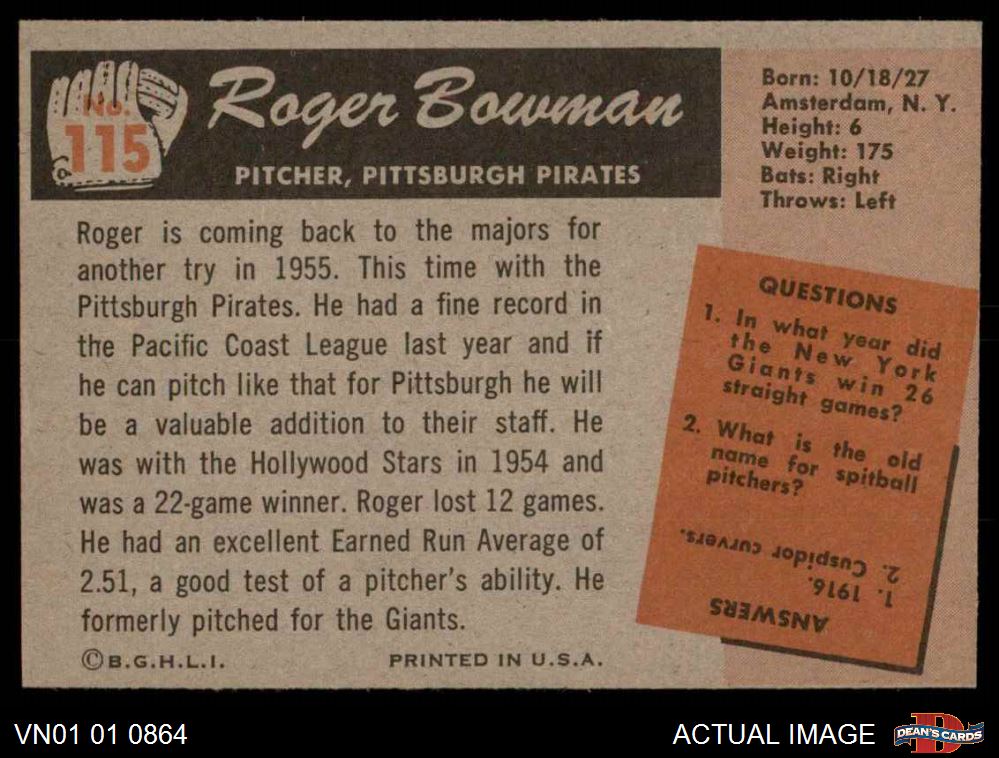 No.
115
Roger Bowman
PITCHER, PITTSBURGH PIRATES
Born: 10/18/27
Amsterdam, N. Y.
Height: 6
Weight: 175
Bats: Right
Throws: Left
Roger is coming back to the majors for
another try in 1955. This time with the
Pittsburgh Pirates. He had a fine record in
the Pacific Coast League last year and if
he can pitch like that for Pittsburgh he will
be a valuable addition to their staff. He
was with the Hollywood Stars in 1954 and
was a 22-game winner. Roger lost 12 games.
He had an excellent Earned Run Average of
2.51, a good test of a pitcher's ability. He
formerly pitched for the Giants.
©B.G.H.L.I.
PRINTED IN U.S.A.
QUESTIONS
1. In what year did
the New York
Giants win 26
straight games?
2. What is the old
name for spitball
pitchers?
ANSWERS
1. 1916.
2. Cuspidor curvers.
VN01 01 0864
ACTUAL IMAGE
D
DEAN'S CARDS